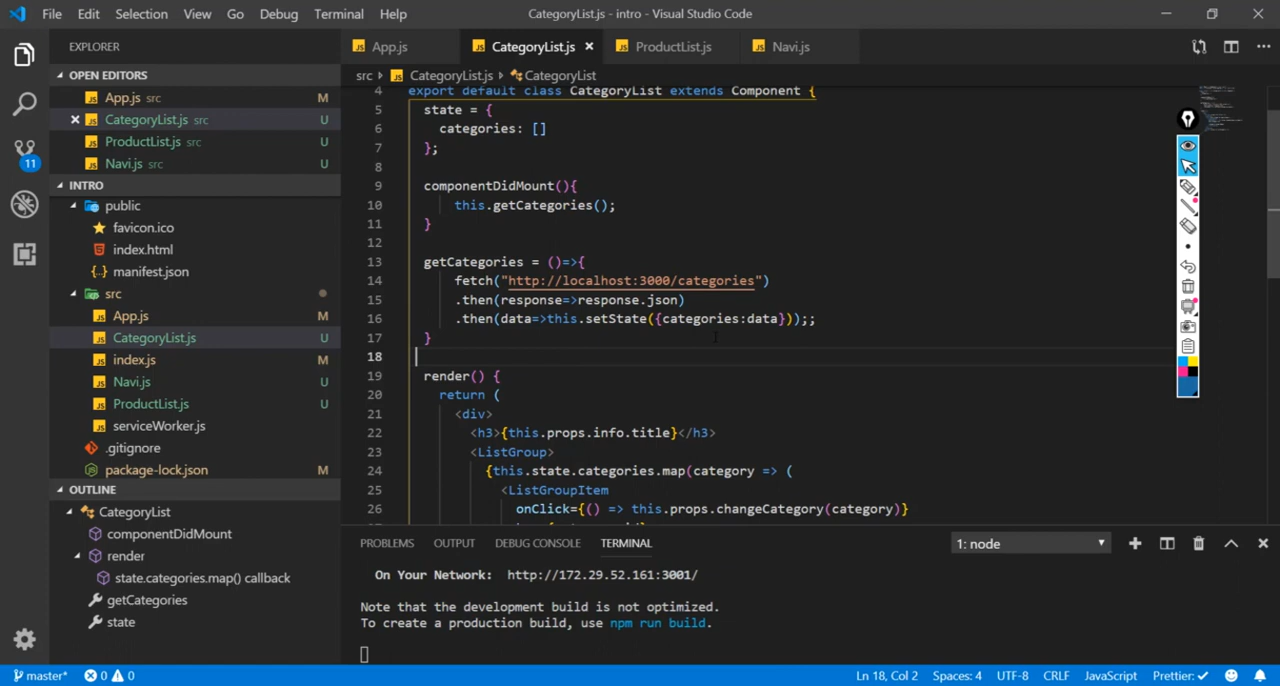 File Edit Selection View Go Debug Terminal Help CategoryList.js - intro - Visual Studio Code
EXPLORER
App.js CategoryList.js ProductList.js Navi.js
OPEN EDITORS
App.js src M
CategoryList.js src U
ProductList.js src U
Navi.js src U
INTRO
public
favicon.ico
index.html
manifest.json
src
App.js M
CategoryList.js U
index.js M
Navi.js U
ProductList.js U
serviceWorker.js
.gitignore
package-lock.json M
OUTLINE
CategoryList
componentDidMount
render
state.categories.map() callback
getCategories
state
11
src CategoryList.js CategoryList
4 export default class CategoryList extends Component {
5 state = {
6 categories: []
7 };
8
9 componentDidMount(){
10 this.getCategories();
11 }
12
13 getCategories = ()=>{
14 fetch("http://localhost:3000/categories")
15 .then(response=>response.json)
16 .then(data=>this.setState({categories:data}));;
17 }
18
19 render() {
20 return (
21 <div>
22 <h3>{this.props.info.title}</h3>
23 <ListGroup>
24 {this.state.categories.map(category => (
25 <ListGroupItem
26 onClick={() => this.props.changeCategory(category)}
PROBLEMS OUTPUT DEBUG CONSOLE TERMINAL 1: node
On Your Network: http://172.29.52.161:3001/
Note that the development build is not optimized.
To create a production build, use npm run build.
master* 0 0 Ln 18, Col 2 Spaces: 4 UTF-8 CRLF JavaScript Prettier: